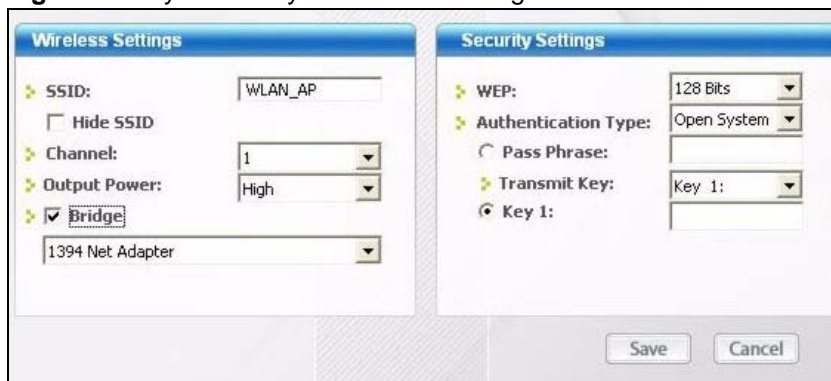 Wireless Settings
SSID: WLAN_AP
Hide SSID
Channel: 1
Output Power: High
Bridge
1394 Net Adapter
Security Settings
WEP: 128 Bits
Authentication Type: Open System
Pass Phrase:
Transmit Key: Key 1:
Key 1:
Save Cancel